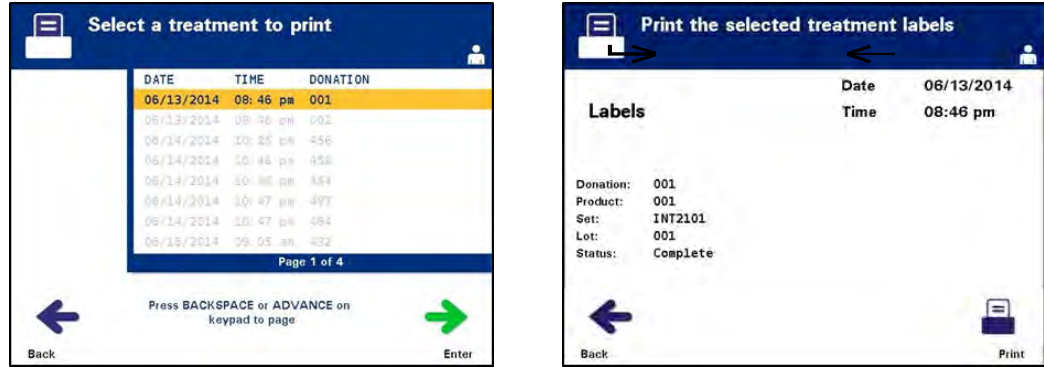 Select a treatment to print
DATE TIME DONATION
06/13/2014 08:46 pm 001
06/13/2014 08:46 pm 002
06/14/2014 10:25 pm 456
06/14/2014 10:46 pm
06/14/2014 pm
06/14/2014 10:47 pm
06/14/2014 10:47 pm
09:05 am 432
Page 1 of 4
Press BACKSPACE or ADVANCE on
keypad to page
Back
Enter
Print the selected treatment labels
Date 06/13/2014
Labels
Time 08:46 pm
Donation: 001
Product: 001
Set: INT2101
Lot: 001
Status: Complete
Back
Print